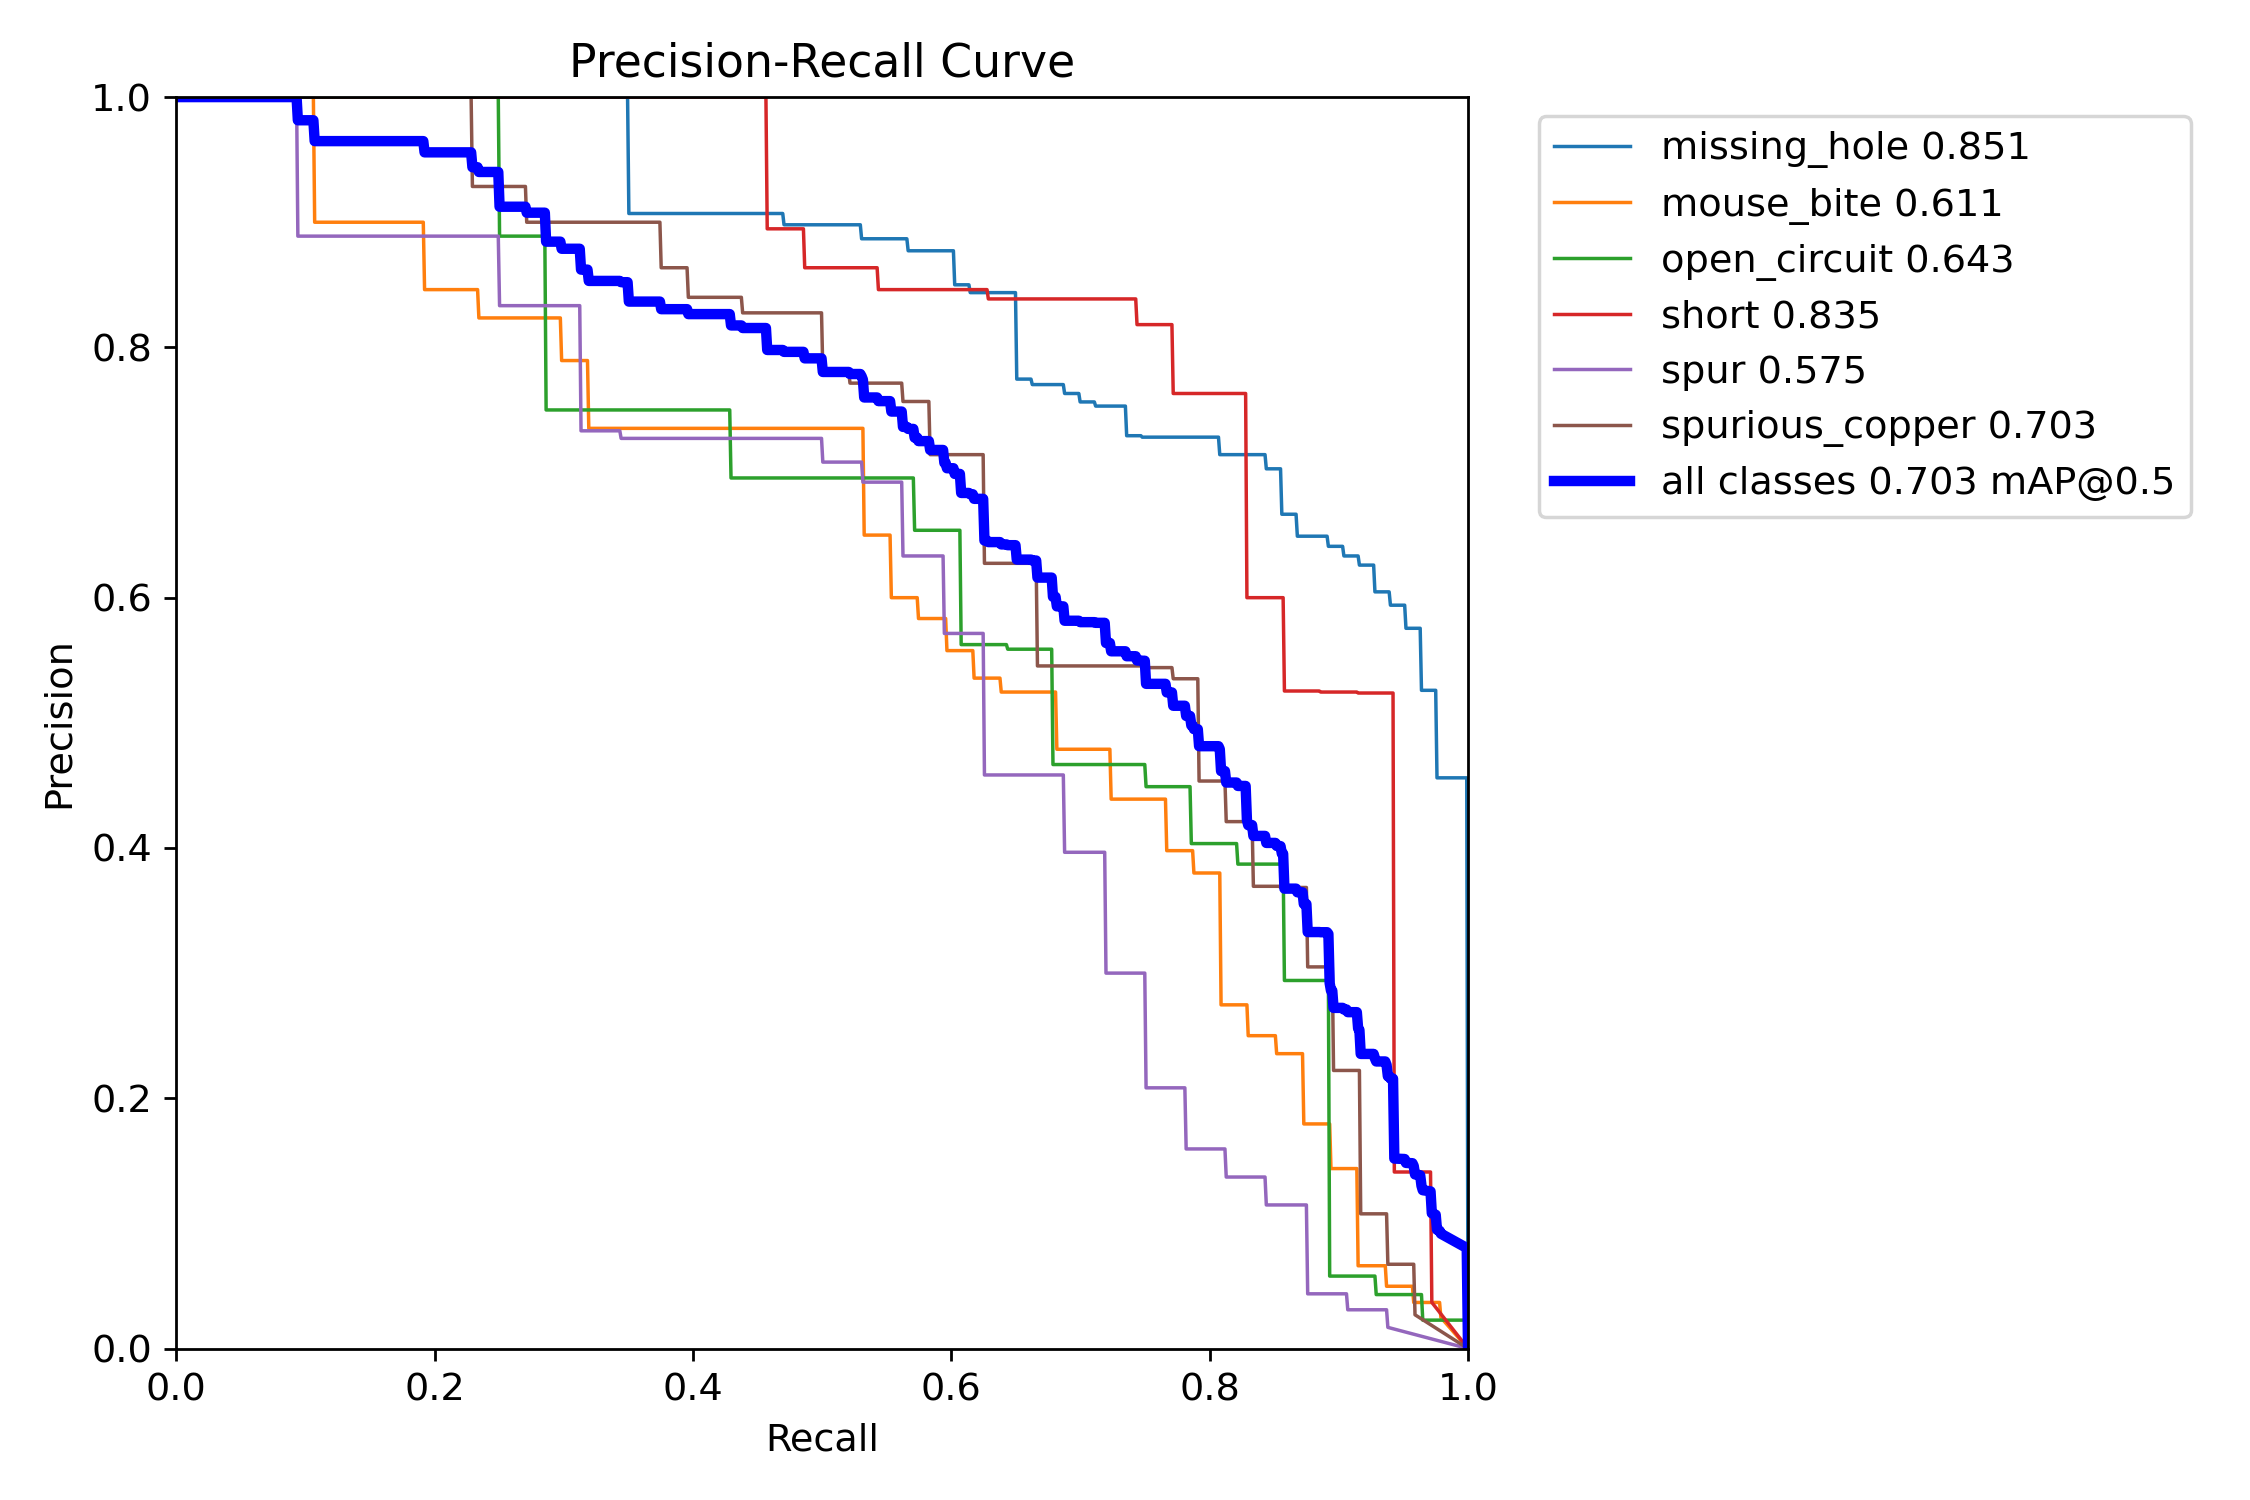 Precision-Recall Curve
1.0
0.8
0.6
0.4
0.2
0.0
Precision
0.0 0.2 0.4 0.6 0.8 1.0
Recall
missing_hole 0.851
mouse_bite 0.611
open_circuit 0.643
short 0.835
spur 0.575
spurious_copper 0.703
all classes 0.703 mAP@0.5